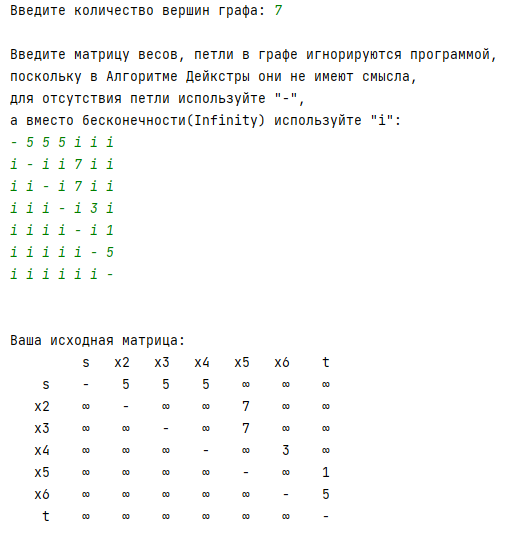 Введите количество вершин графа: 7
Введите матрицу весов, петли в графе игнорируются программой,
поскольку в Алгоритме Дейкстры они не имеют смысла,
для отсутствия петли используйте "-",
а вместо бесконечности(Infinity) используйте "i":
- 5 5 5 i i i
i - i i 7 i i
i i - i 7 i i
i i i - i 3 i
i i i i - i 1
i i i i i - 5
i i i i i i -
Ваша исходная матрица:
s x2 x3 x4 x5 x6 t
s - 5 5 5 ∞ ∞ ∞
x2 ∞ - ∞ ∞ 7 ∞ ∞
x3 ∞ ∞ - ∞ 7 ∞ ∞
x4 ∞ ∞ ∞ - ∞ 3 ∞
x5 ∞ ∞ ∞ ∞ - ∞ 1
x6 ∞ ∞ ∞ ∞ ∞ - 5
t ∞ ∞ ∞ ∞ ∞ ∞ -